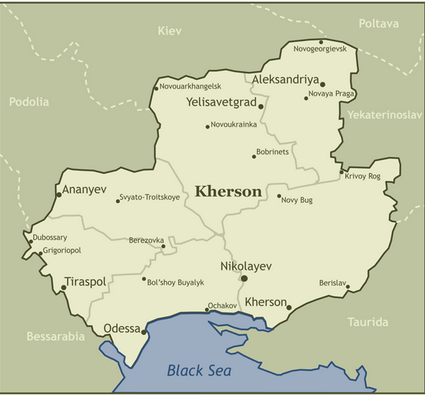 Kiev
Poltava
Novogeorgievsk
Aleksandriya
Novouarkhangelsk
Novaya Praga
Podolia
Yelisavetgrad
Yekaterinoslav
Novoukrainka
Bobrinets
Krivoy Rog
Ananyev
Kherson
Svyato-Troitskoye
Novy Bug
Dubossary
Berezovka
Grigoriopol
Nikolayev
Tiraspol
Bol'shoy Buyalyk
Berislav
Kherson
Ochakov
Odessa
Taurida
Bessarabia
Black Sea